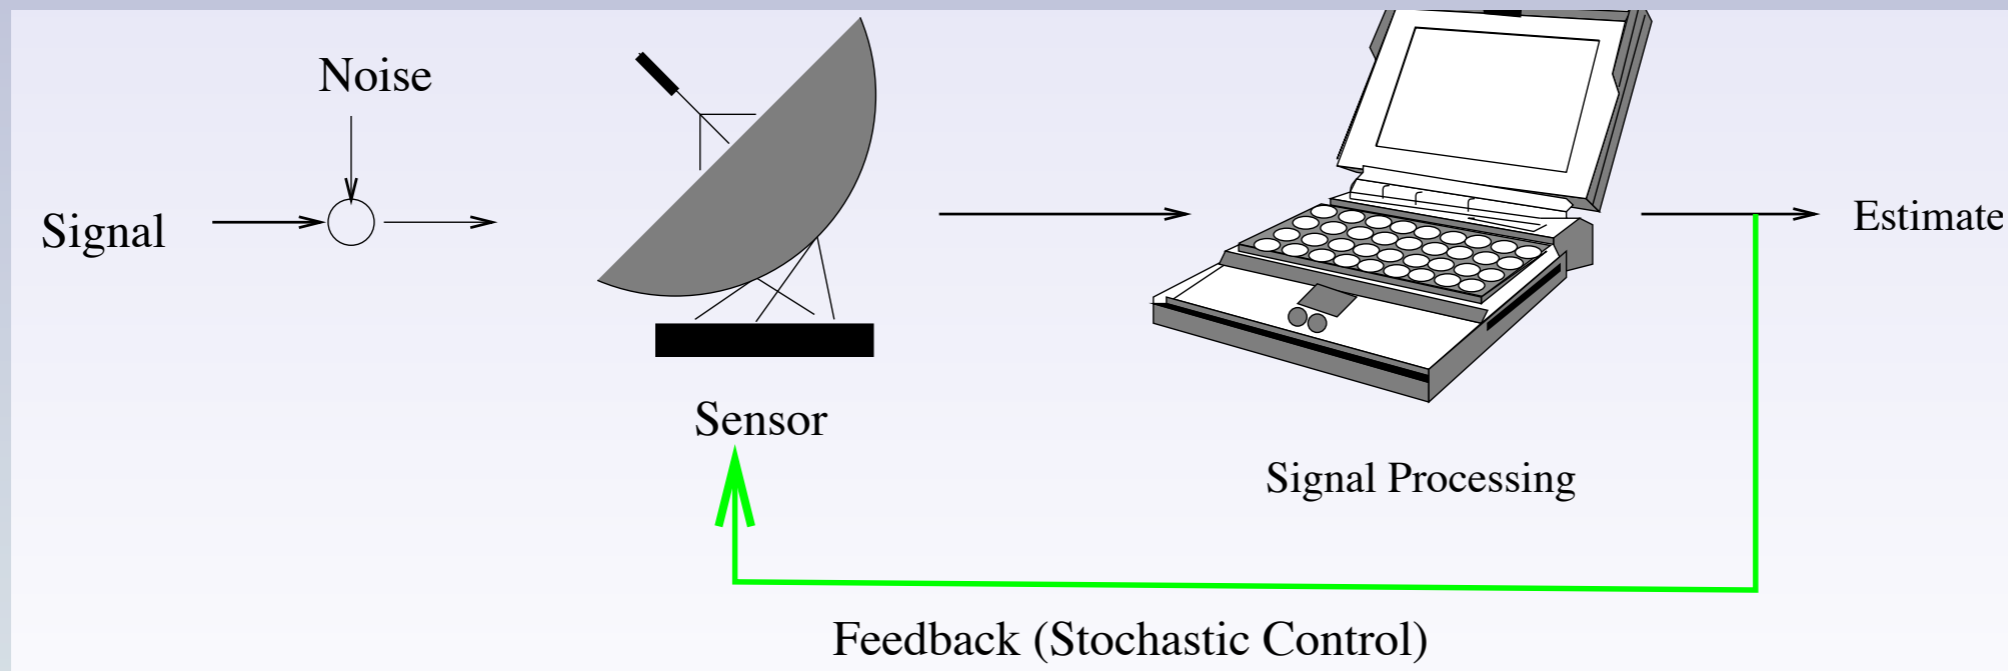 Noise
Signal
Estimate
Sensor
Signal Processing
Feedback (Stochastic Control)